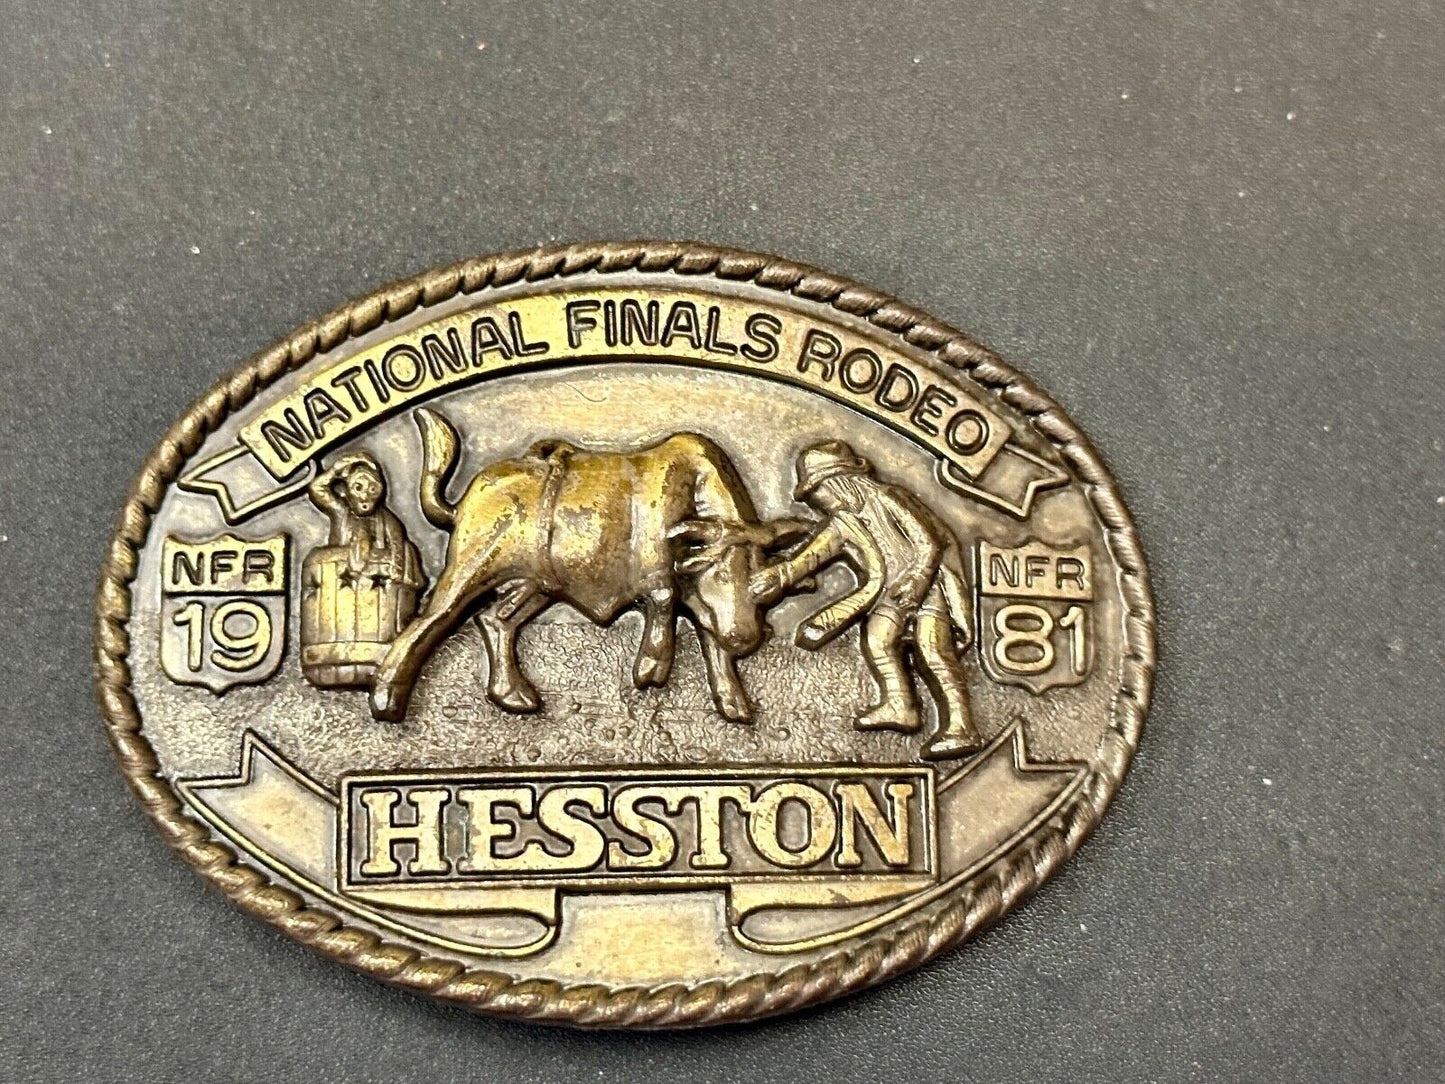 NATIONAL FINALS RODEO
NFR
19
NFR
81
HESSTON